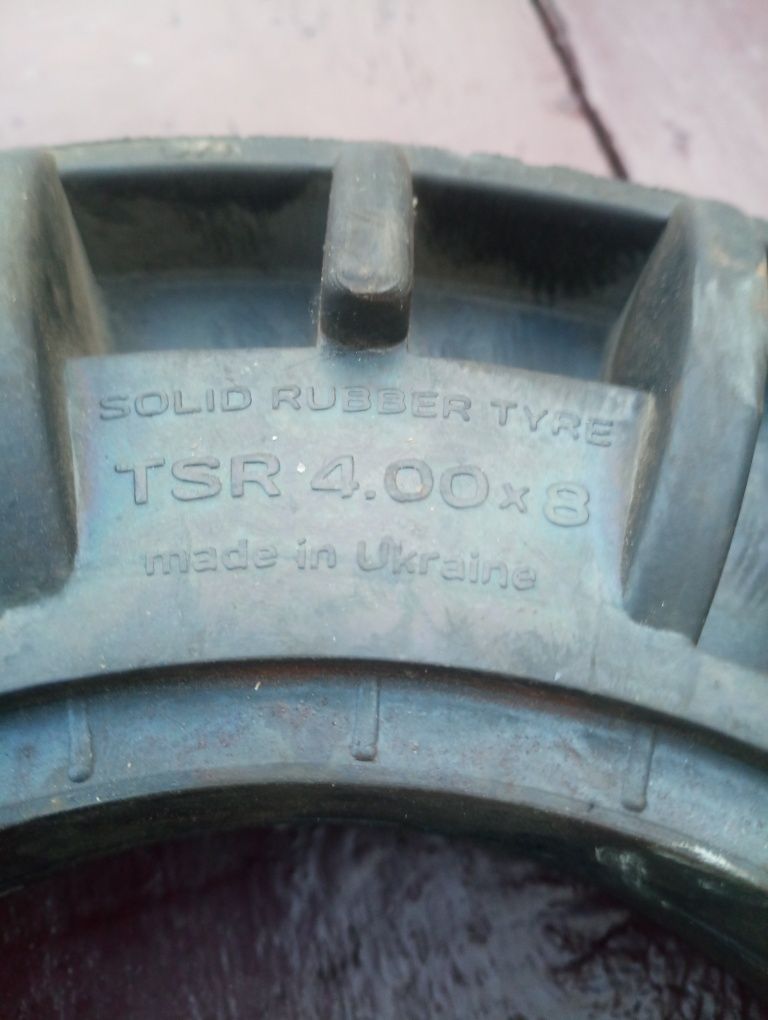 SOLID RUBBER TYRE
TSR 4.00x8
made in Ukraine